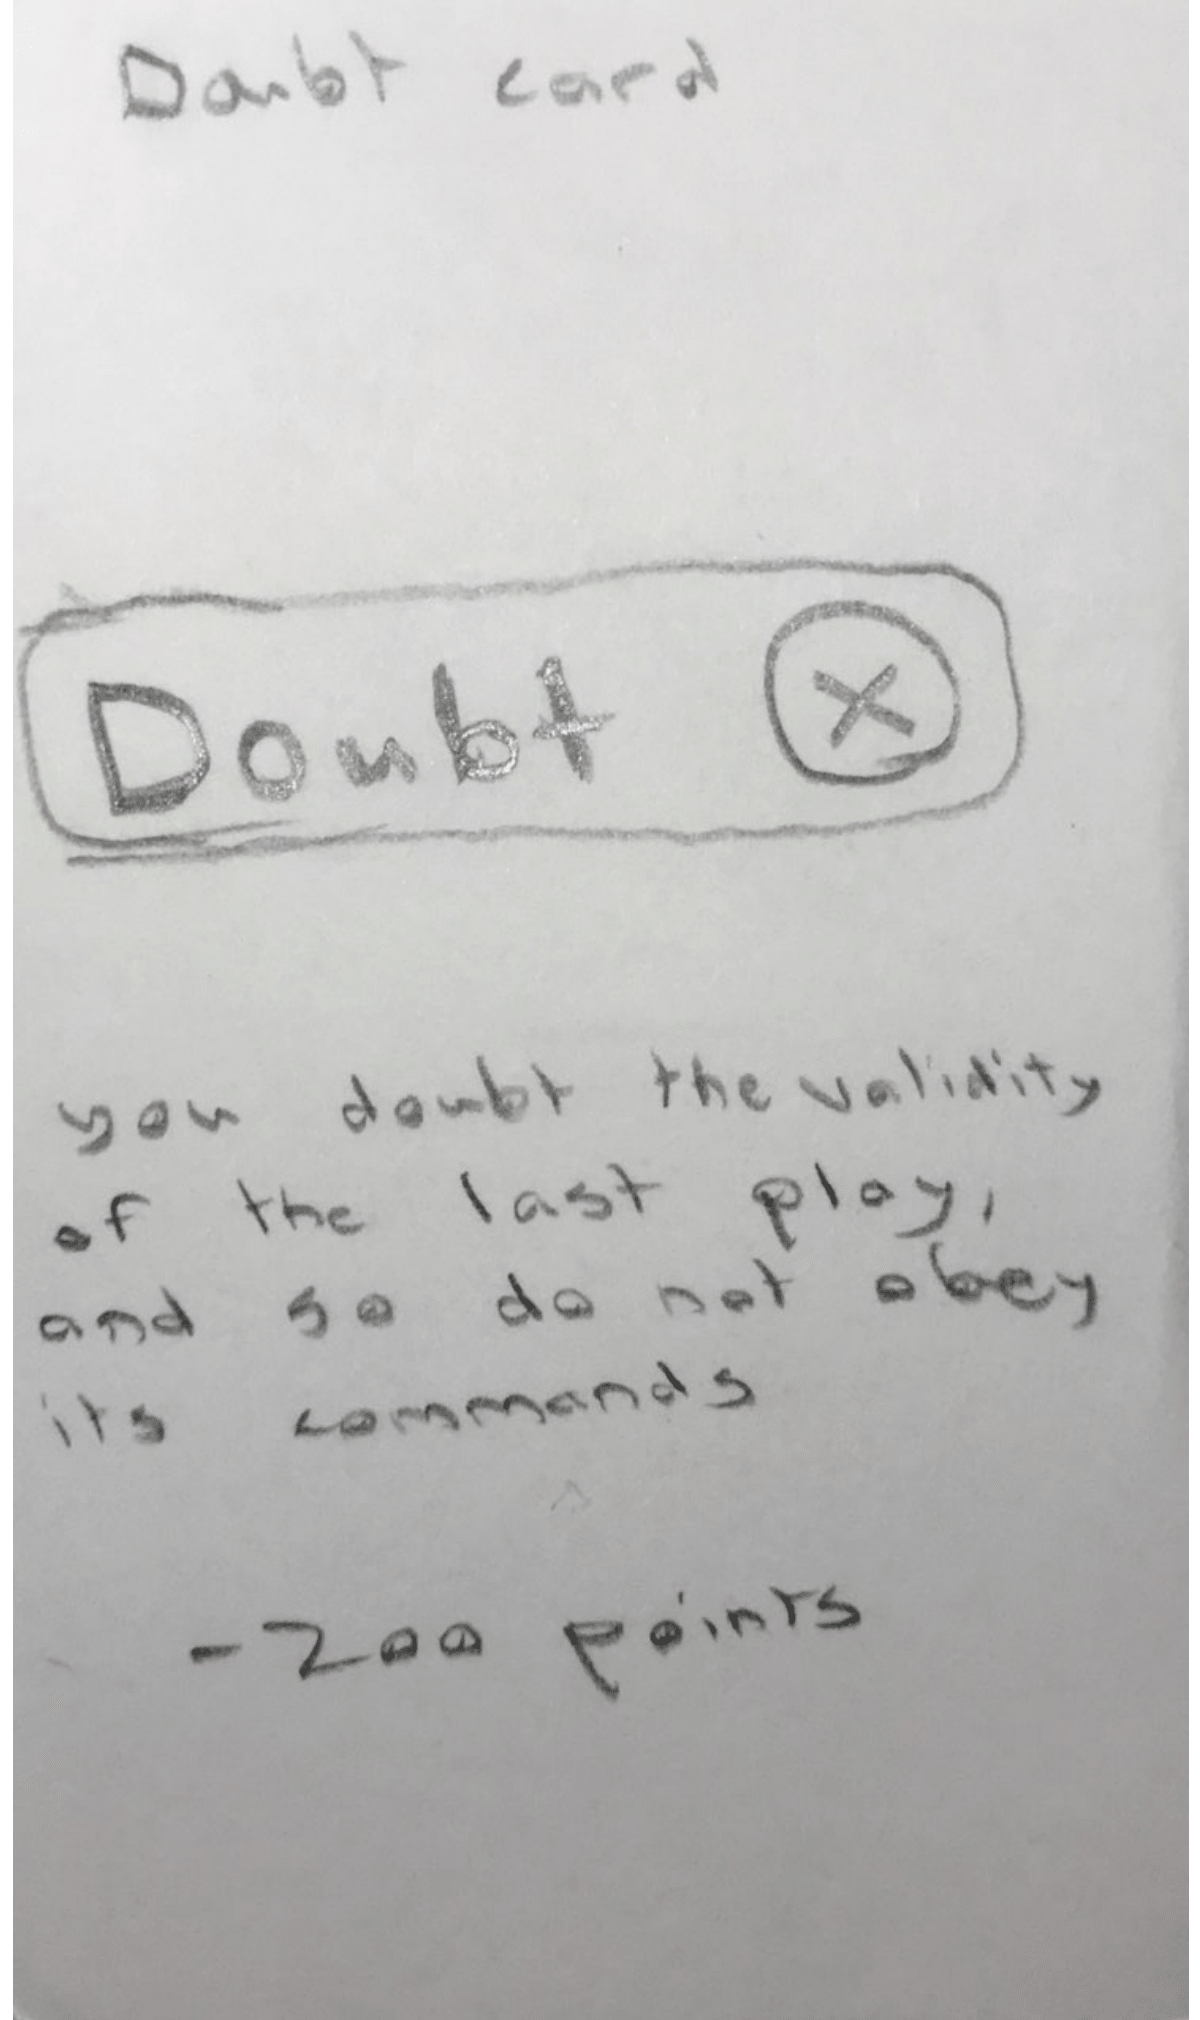 Doubt card
Doubt X
you doubt the validity
of the last play,
and so do not obey
its commands
-200 points